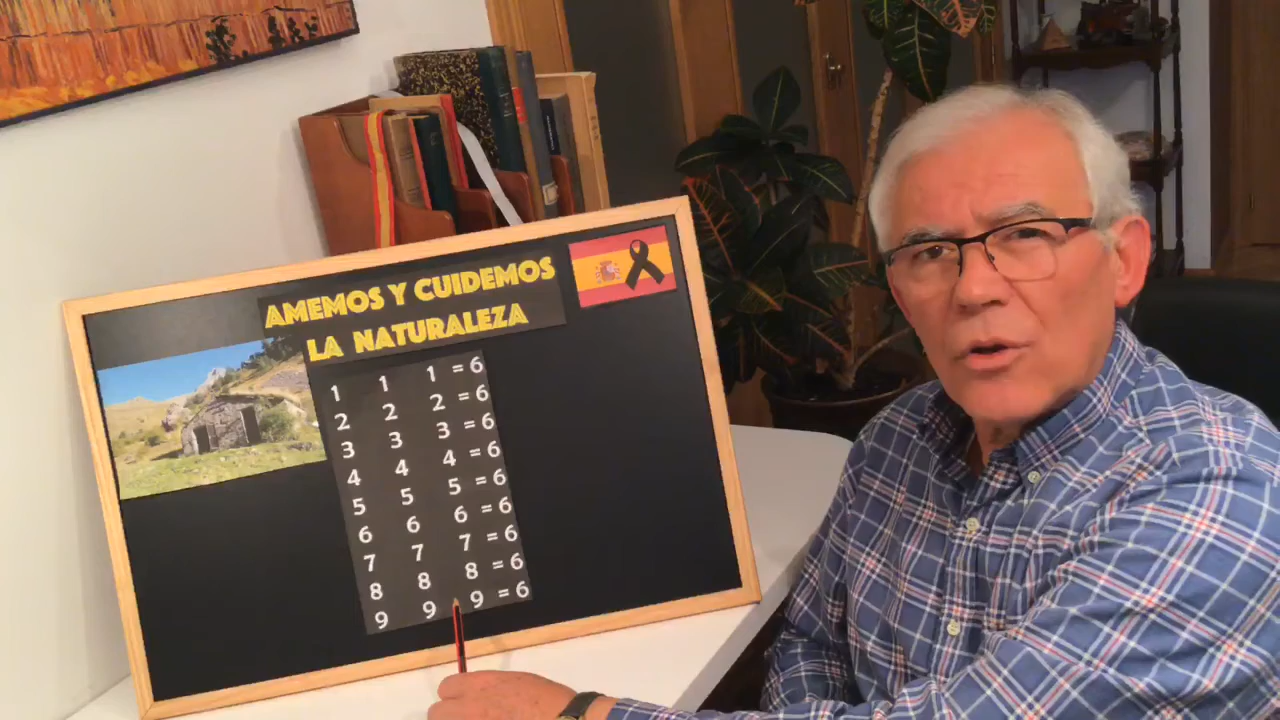 AMEMOS Y CUIDEMOS
LA NATURALEZA
1 1 1 = 6
2 2 2 = 6
3 3 3 = 6
4 4 4 = 6
5 5 5 = 6
6 6 6 = 6
7 7 7 = 6
8 8 8 = 6
9 9 9 = 6